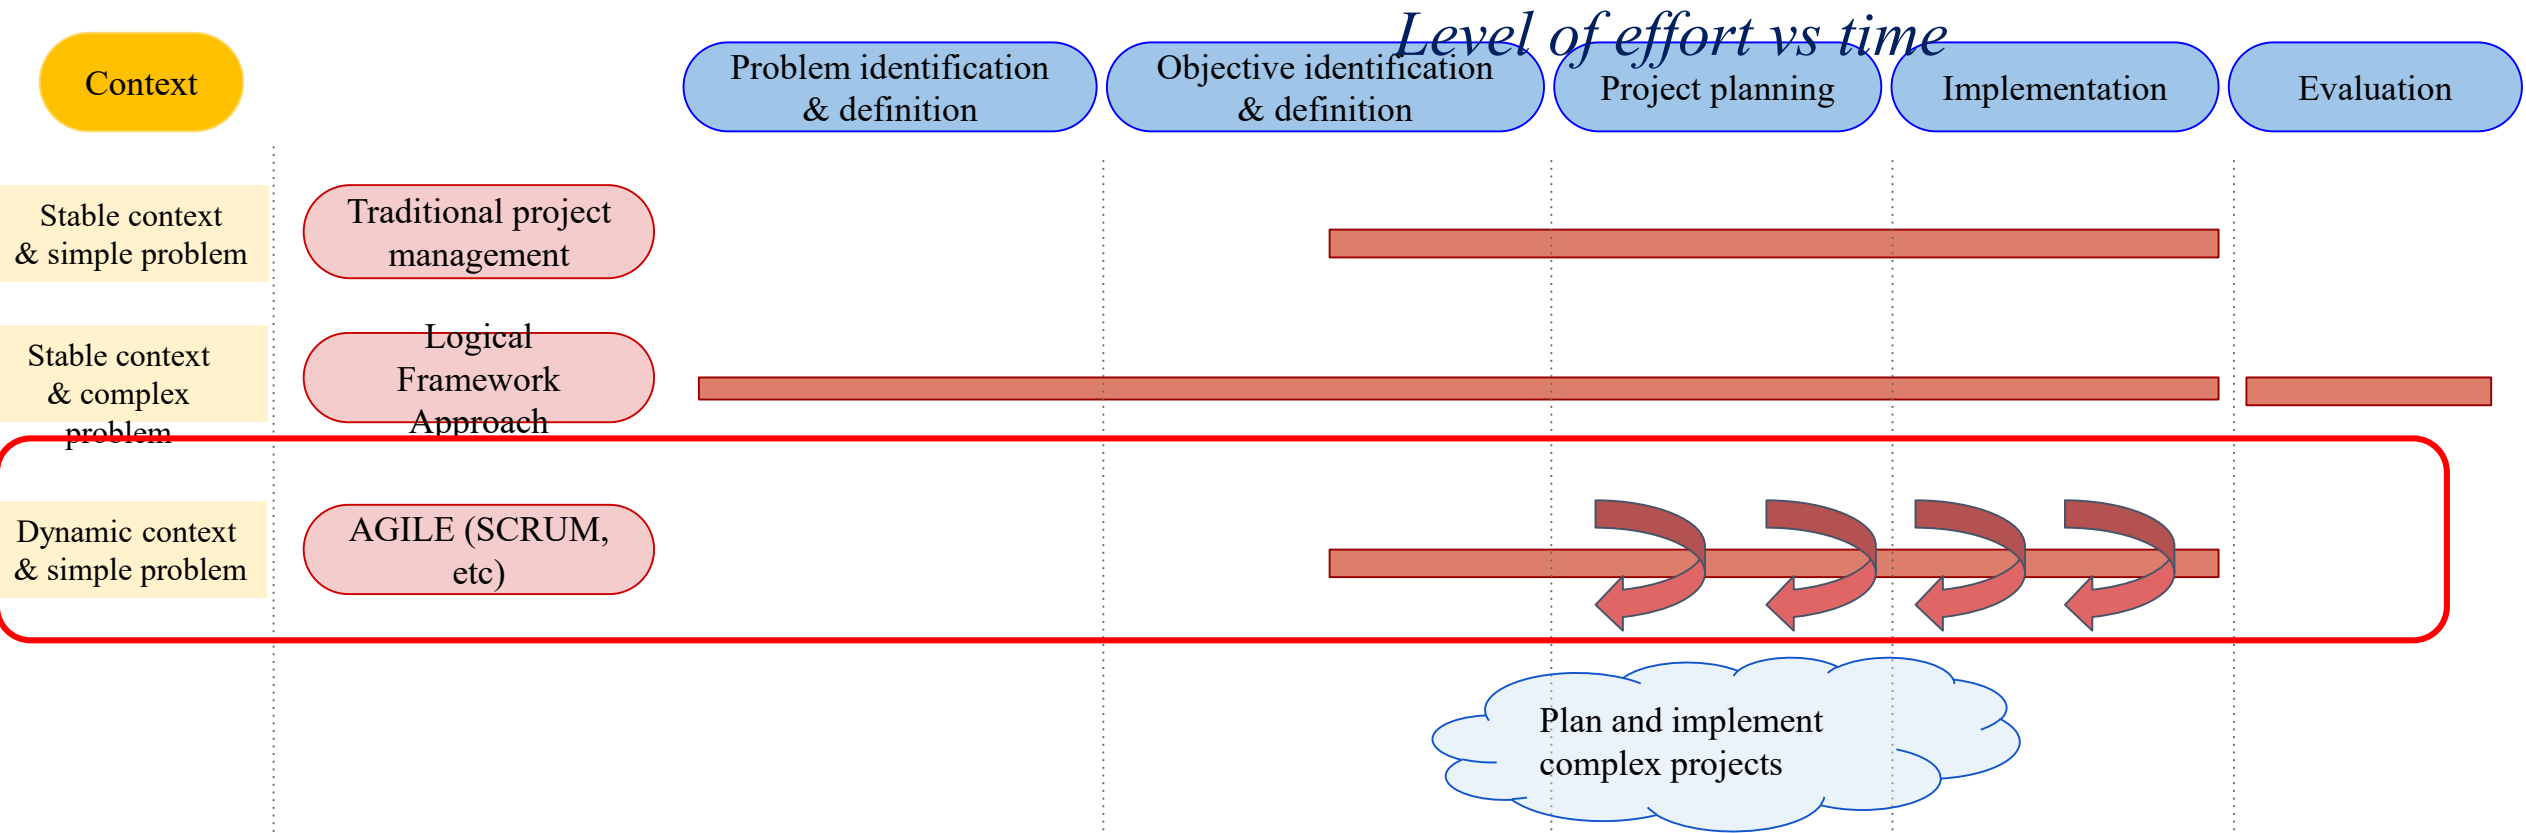 Level of effort vs time
Context
Problem identification
& definition
Objective identification
& definition
Project planning
Implementation
Evaluation
Stable context
& simple problem
Traditional project
management
Stable context
& complex
problem
Logical
Framework
Approach
Dynamic context
& simple problem
AGILE (SCRUM,
etc)
Plan and implement
complex projects